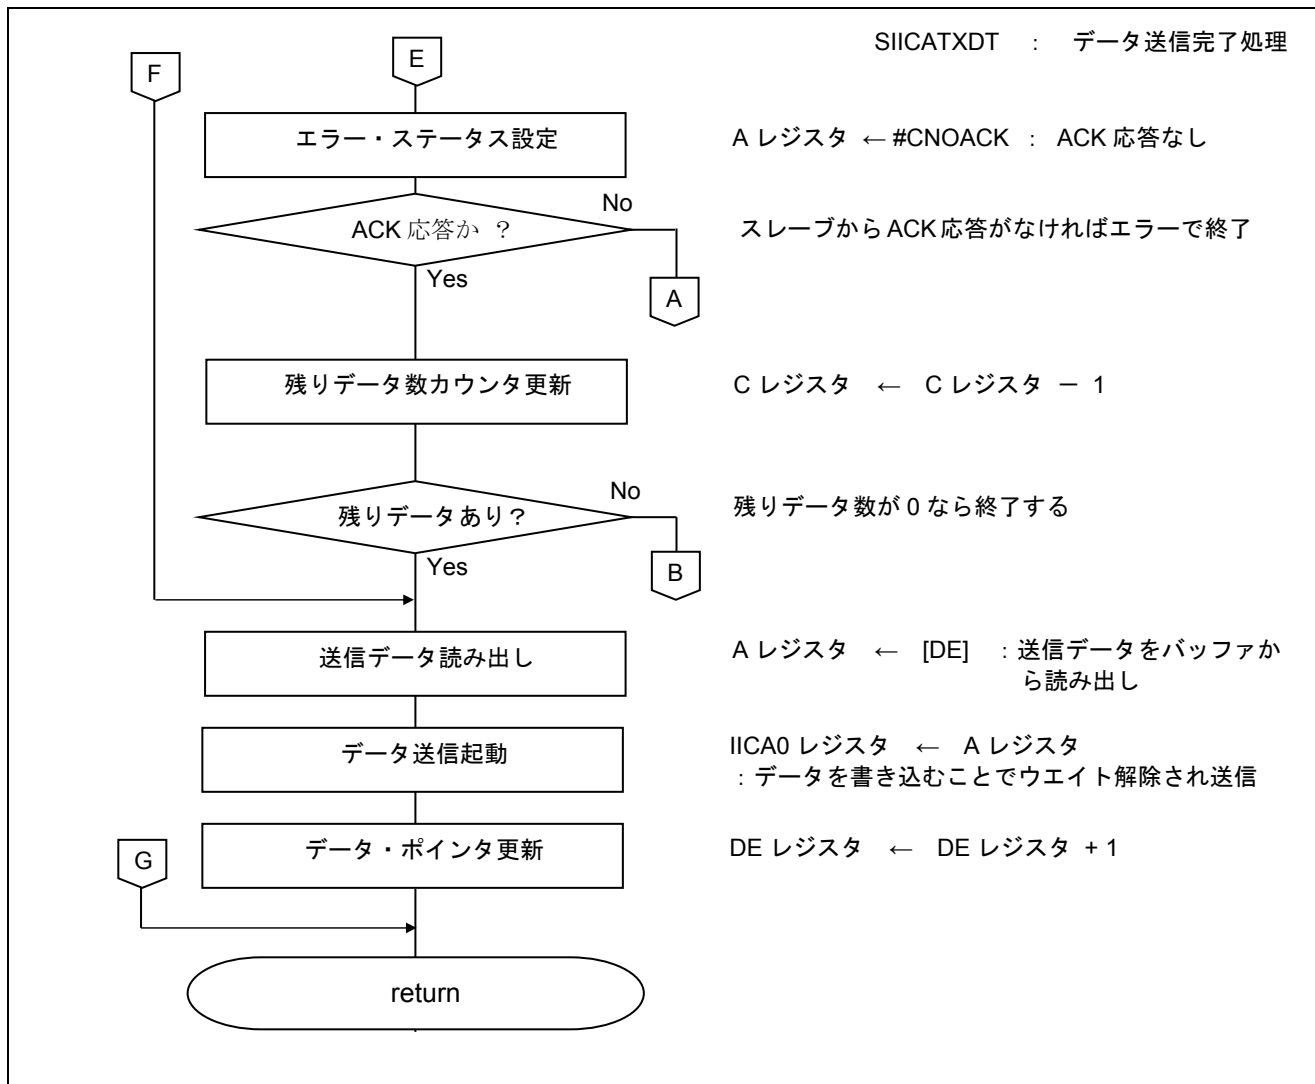 SIICATXDT : データ送信完了処理
F
E
エラー・ステータス設定
A レジスタ ← #CNOACK : ACK 応答なし
ACK 応答か ？
No
スレーブから ACK 応答がなければエラーで終了
Yes
A
残りデータ数カウンタ更新
C レジスタ ← C レジスタ － 1
残りデータあり？
No
残りデータ数が 0 なら終了する
Yes
B
送信データ読み出し
A レジスタ ← [DE] : 送信データをバッファか
ら読み出し
データ送信起動
IICA0 レジスタ ← A レジスタ
: データを書き込むことでウエイト解除され送信
データ・ポインタ更新
DE レジスタ ← DE レジスタ + 1
G
return